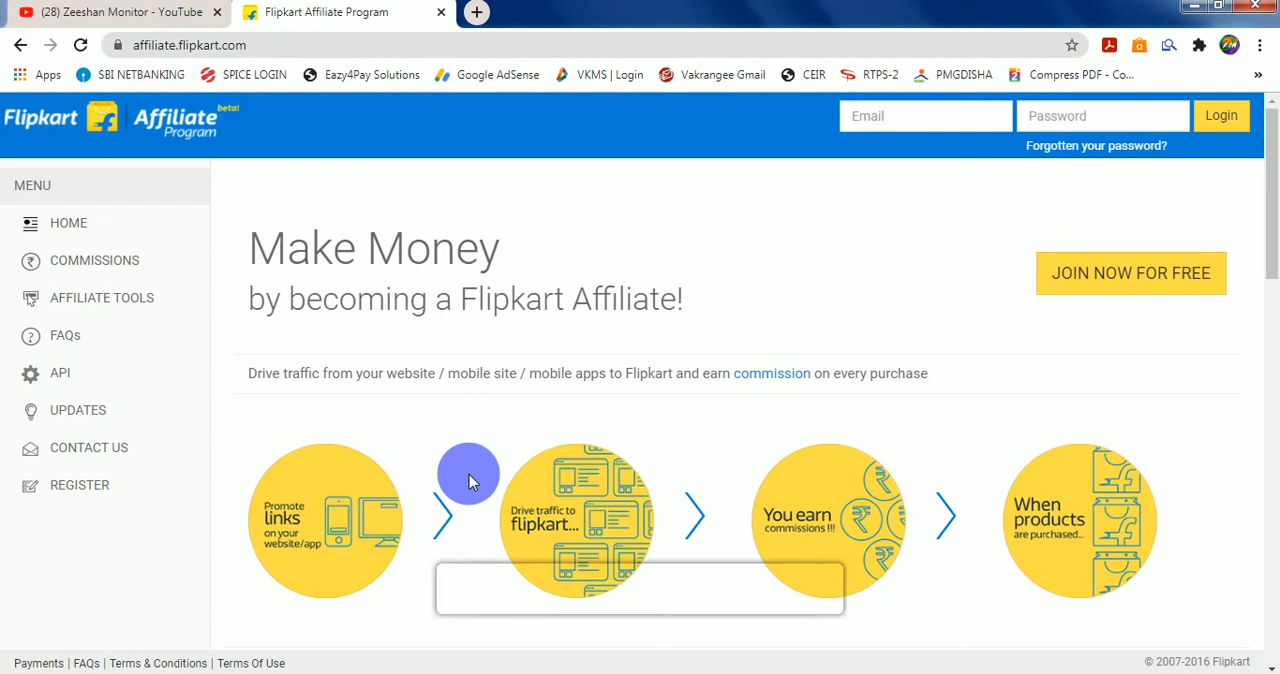 (28) Zeeshan Monitor - YouTube
Flipkart Affiliate Program
affiliate.flipkart.com
Apps
SBI NETBANKING
SPICE LOGIN
Eazy4Pay Solutions
Google AdSense
VKMS | Login
Vakrangee Gmail
CEIR
RTPS-2
PMGDISHA
Compress PDF - Co...
»
Flipkart
Affiliate beta!
Program
Email
Password
Login
Forgotten your password?
MENU
HOME
COMMISSIONS
AFFILIATE TOOLS
FAQs
API
UPDATES
CONTACT US
REGISTER
Make Money
by becoming a Flipkart Affiliate!
JOIN NOW FOR FREE
Drive traffic from your website / mobile site / mobile apps to Flipkart and earn commission on every purchase
Promote
links
on your
website/app
Drive traffic to
flipkart...
You earn
commissions !!!
When
products
are purchased...
Payments | FAQs | Terms & Conditions | Terms Of Use
© 2007-2016 Flipkart